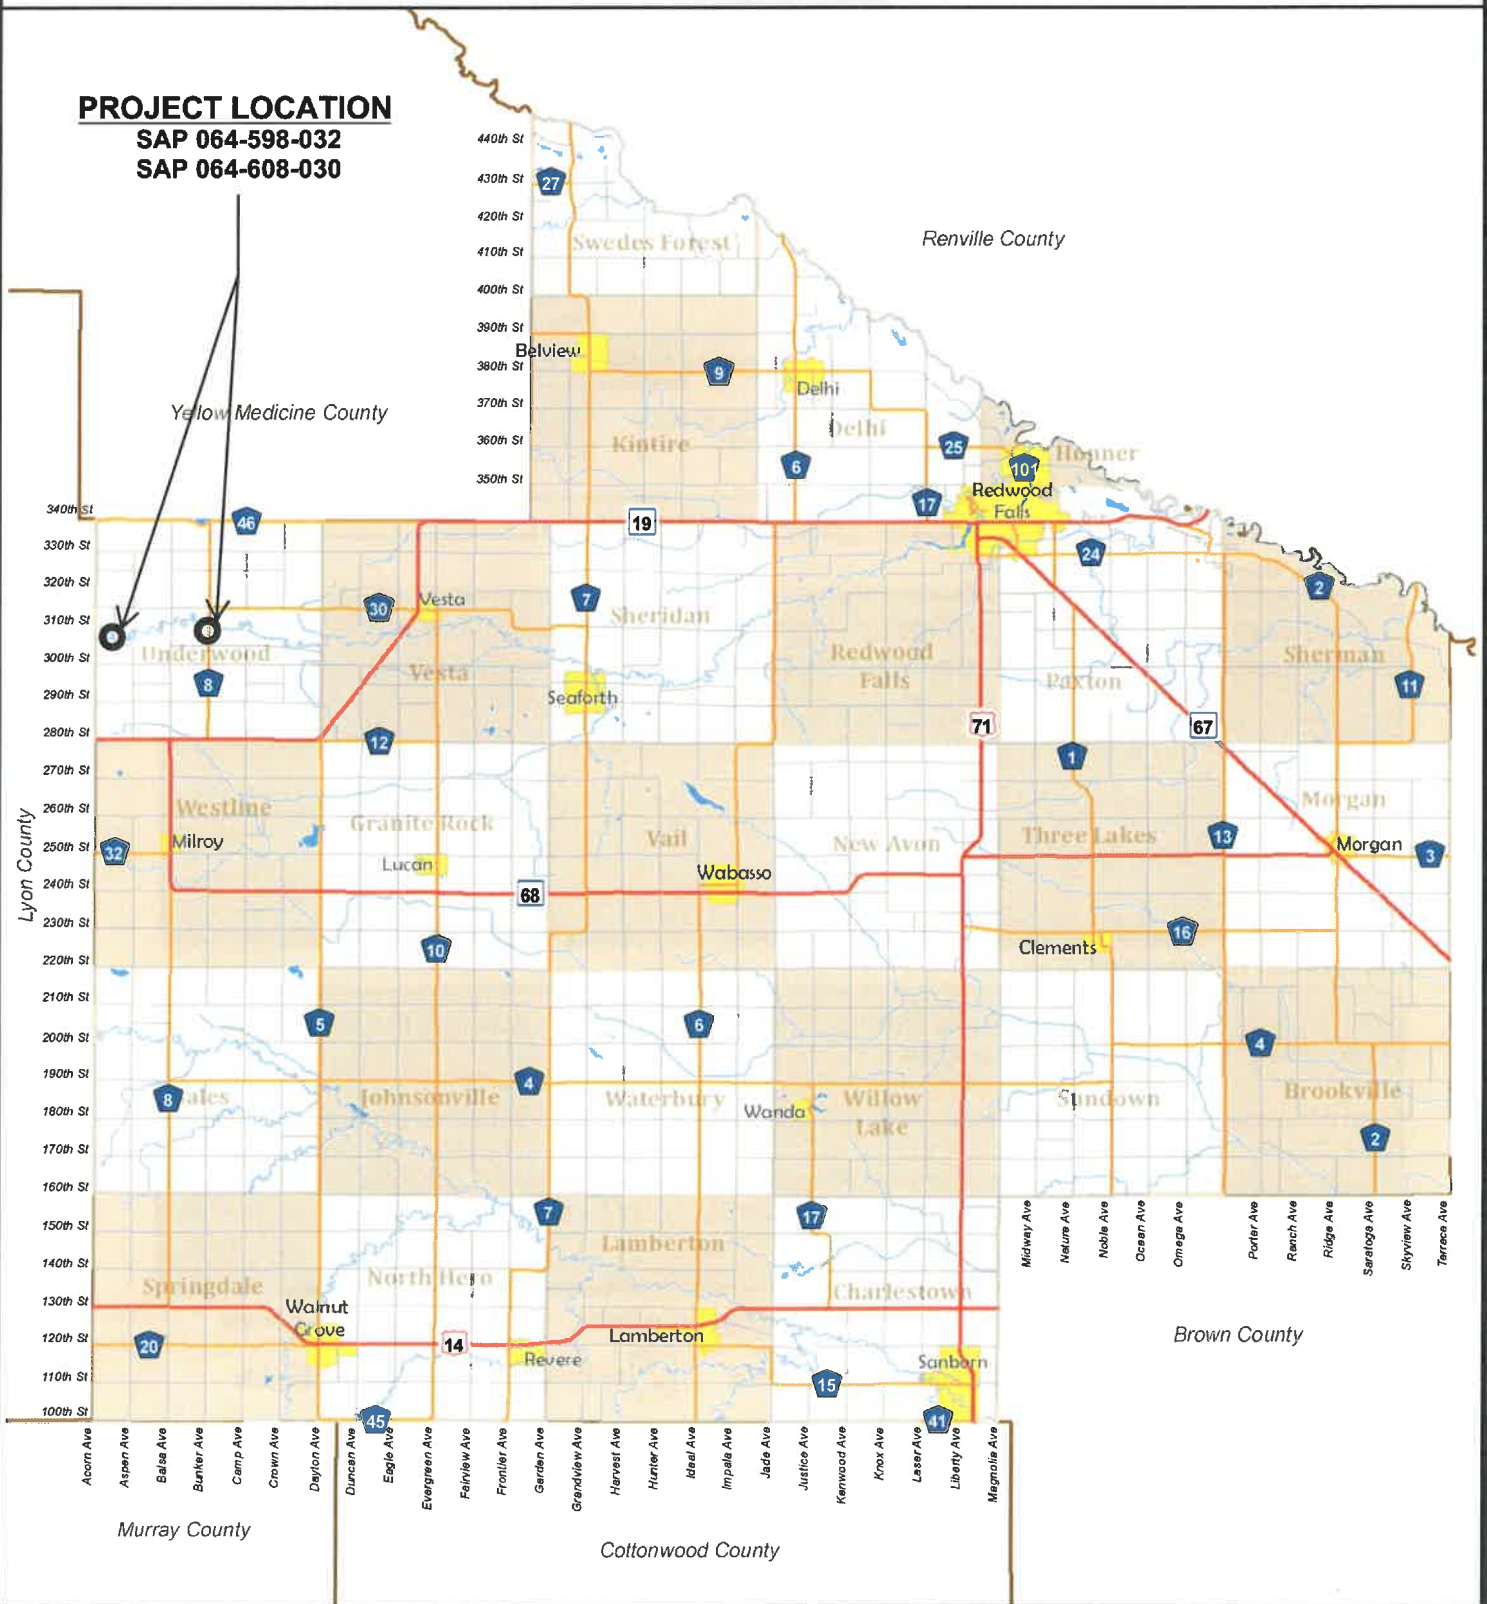 PROJECT LOCATION
SAP 064-598-032
SAP 064-608-030
440th St
430th St
27
420th St
Swedes Forest
410th St
Renville County
400th St
390th St
Belview
380th St
9
Delhi
370th St
Yellow Medicine County
Delhi
360th St
Kintire
25
Honner
6
101
350th St
Redwood
Falls
17
340th St
46
19
330th St
24
320th St
2
30
Vesta
7
310th St
Sheridan
300th St
Underwood
Redwood
Falls
Sherman
8
Vesta
Paxton
11
290th St
Seaforth
280th St
12
71
67
270th St
1
260th St
Westline
Morgan
Granite Rock
Vail
New Avon
Three Lakes
13
Lyon County
32
250th St
Milroy
Morgan
3
Lucan
Wabasso
240th St
68
230th St
16
10
Clements
220th St
210th St
5
6
200th St
4
190th St
4
8
ales
Johnsonville
Waterbury
Willow
Lake
Sundown
Brookville
180th St
Wanda
2
170th St
160th St
7
17
150th St
Midway Ave
Nature Ave
Noble Ave
Ocean Ave
Omega Ave
Porter Ave
Ranch Ave
Ridge Ave
Saratoga Ave
Skyview Ave
Terrace Ave
Lamberton
140th St
North Hero
Springdale
Charlestown
130th St
Walnut
Grove
Lamberton
Brown County
120th St
20
14
Revere
Sanborn
110th St
15
100th St
45
41
Acorn Ave
Aspen Ave
Balsa Ave
Bunker Ave
Camp Ave
Crown Ave
Dayton Ave
Duncan Ave
Eagle Ave
Evergreen Ave
Fairview Ave
Frontier Ave
Garden Ave
Grandview Ave
Harvest Ave
Hunter Ave
Ideal Ave
Impala Ave
Jade Ave
Justice Ave
Kenwood Ave
Knox Ave
Laser Ave
Liberty Ave
Magnolia Ave
Murray County
Cottonwood County